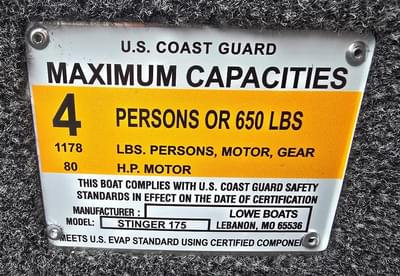 U.S. COAST GUARD
MAXIMUM CAPACITIES
4 PERSONS OR 650 LBS
1178 LBS. PERSONS, MOTOR, GEAR
80 H.P. MOTOR
THIS BOAT COMPLIES WITH U.S. COAST GUARD SAFETY
STANDARDS IN EFFECT ON THE DATE OF CERTIFICATION
MANUFACTURER: LOWE BOATS
MODEL: STINGER 175 LEBANON, MO 65536
MEETS U.S. EVAP STANDARD USING CERTIFIED